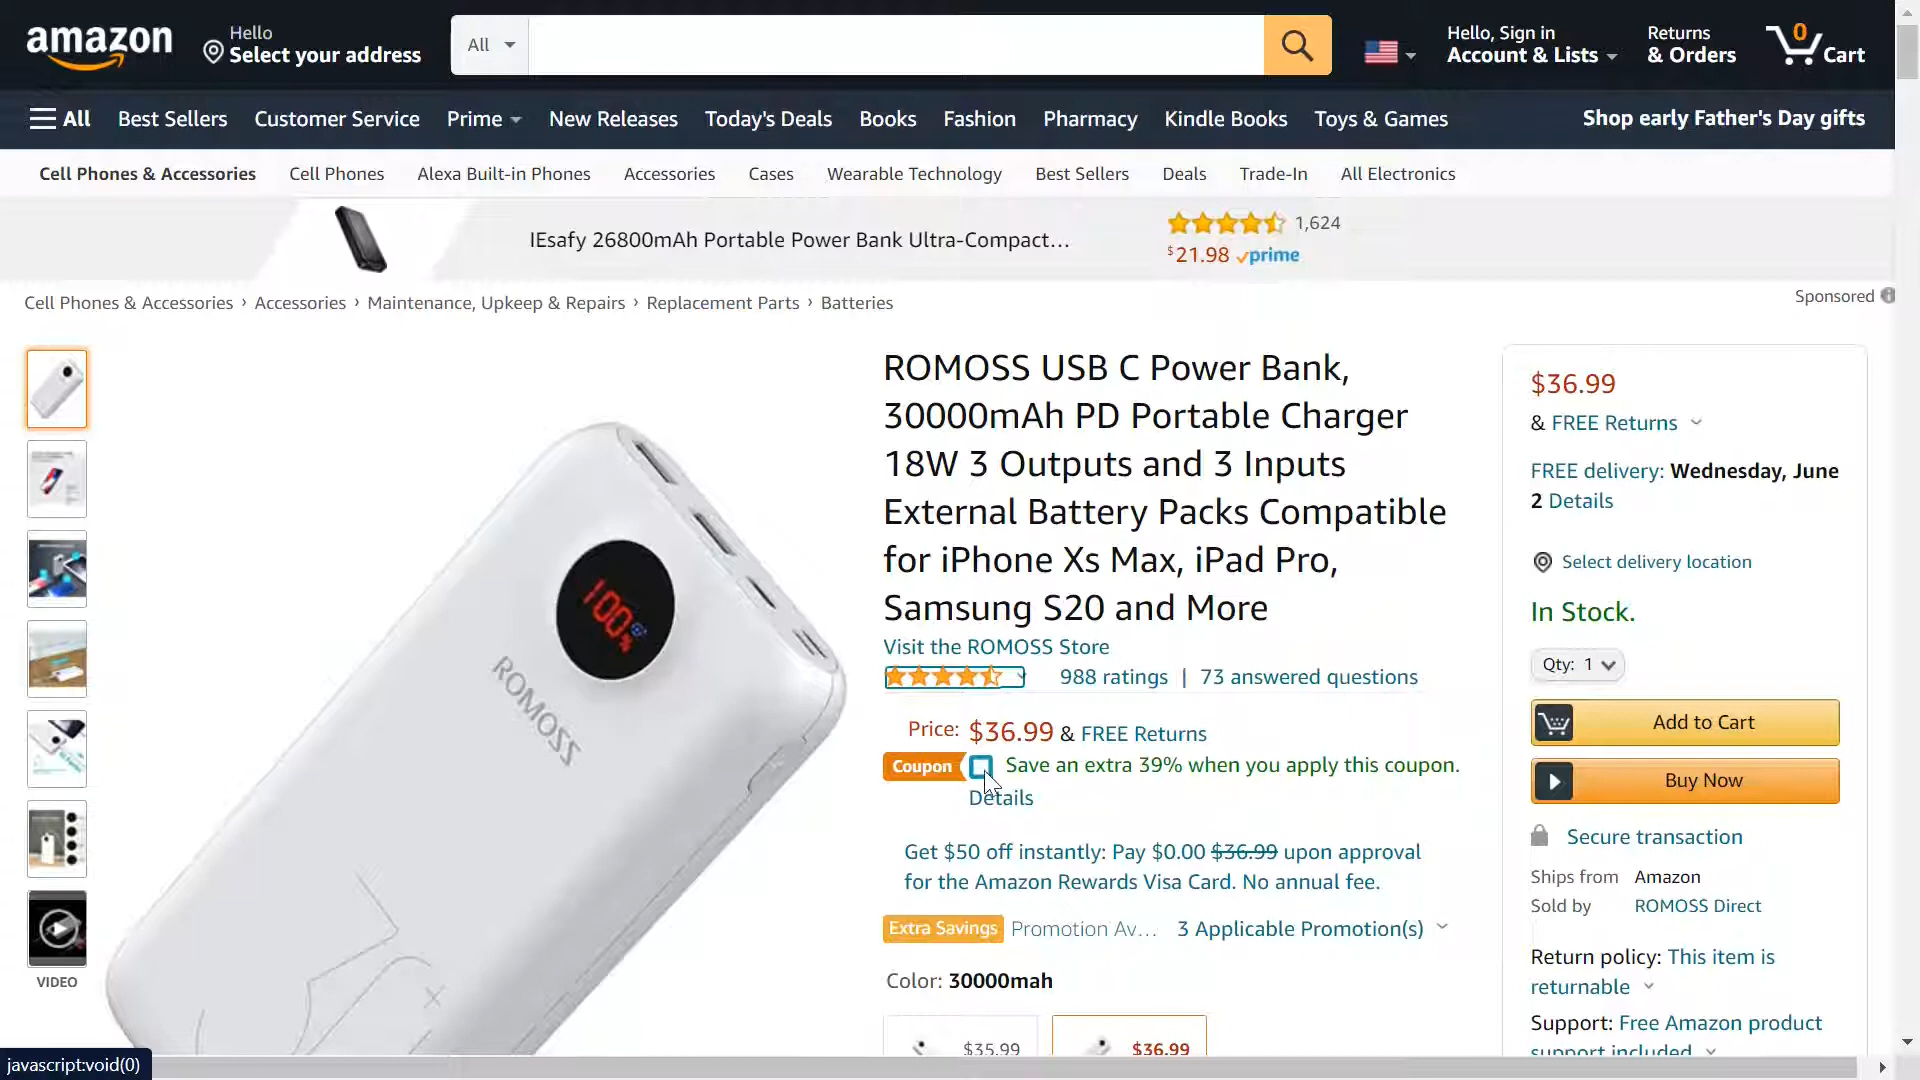 amazon
Hello
Select your address
All
Hello, Sign in
Account & Lists
Returns
& Orders
0
Cart
All
Best Sellers
Customer Service
Prime
New Releases
Today's Deals
Books
Fashion
Pharmacy
Kindle Books
Toys & Games
Shop early Father's Day gifts
Cell Phones & Accessories
Cell Phones
Alexa Built-in Phones
Accessories
Cases
Wearable Technology
Best Sellers
Deals
Trade-In
All Electronics
IEsafy 26800mAh Portable Power Bank Ultra-Compact...
1,624
$21.98 prime
Cell Phones & Accessories › Accessories › Maintenance, Upkeep & Repairs › Replacement Parts › Batteries
Sponsored
100%
ROMOSS
VIDEO
ROMOSS USB C Power Bank,
30000mAh PD Portable Charger
18W 3 Outputs and 3 Inputs
External Battery Packs Compatible
for iPhone Xs Max, iPad Pro,
Samsung S20 and More
Visit the ROMOSS Store
988 ratings | 73 answered questions
Price: $36.99 & FREE Returns
Coupon Save an extra 39% when you apply this coupon.
Details
Get $50 off instantly: Pay $0.00 $36.99 upon approval
for the Amazon Rewards Visa Card. No annual fee.
Extra Savings Promotion Av... 3 Applicable Promotion(s)
Color: 30000mah
$35.99
$36.99
$36.99
& FREE Returns
FREE delivery: Wednesday, June
2 Details
Select delivery location
In Stock.
Qty: 1
Add to Cart
Buy Now
Secure transaction
Ships from Amazon
Sold by ROMOSS Direct
Return policy: This item is
returnable
Support: Free Amazon product
support included
javascript:void(0)